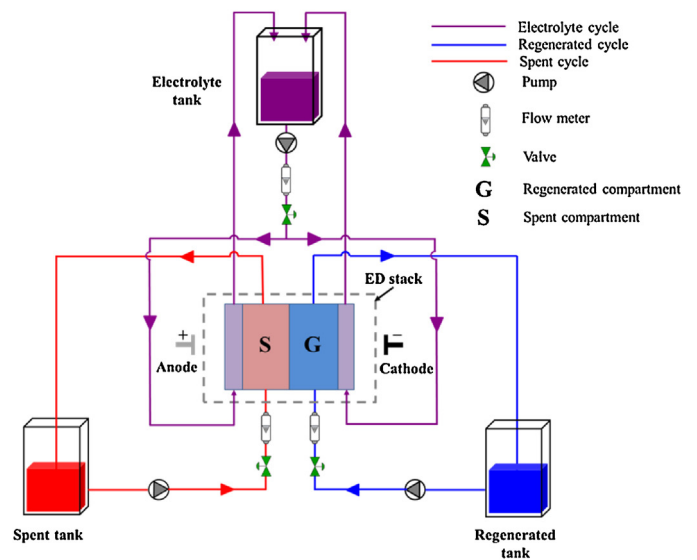 Electrolyte cycle
Regenerated cycle
Spent cycle
Pump
Flow meter
Valve
G Regenerated compartment
S Spent compartment
Electrolyte
tank
ED stack
+
Anode
S
G
−
Cathode
Spent tank
Regenerated
tank